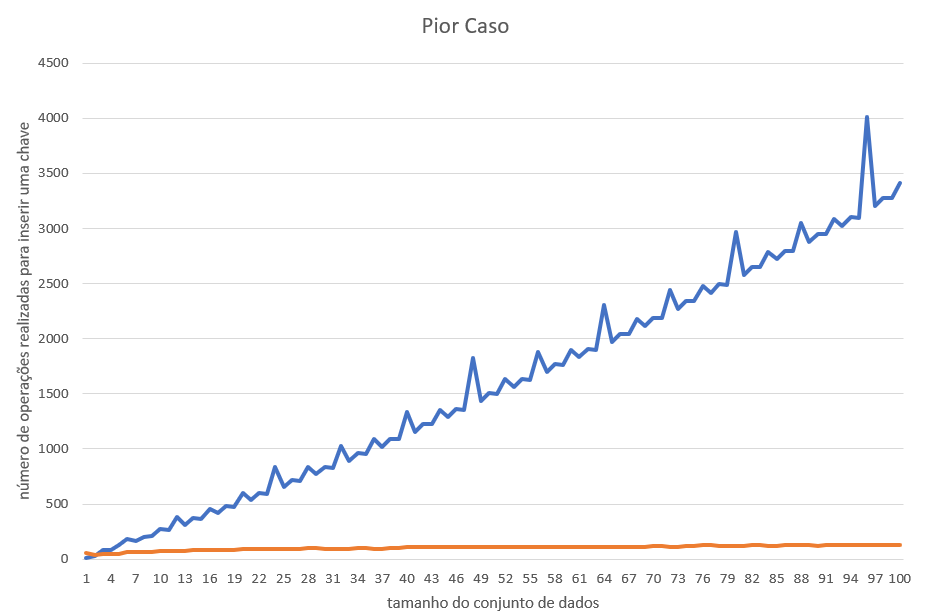 Pior Caso
número de operações realizadas para inserir uma chave
4500
4000
3500
3000
2500
2000
1500
1000
500
0
1 4 7 10 13 16 19 22 25 28 31 34 37 40 43 46 49 52 55 58 61 64 67 70 73 76 79 82 85 88 91 94 97 100
tamanho do conjunto de dados